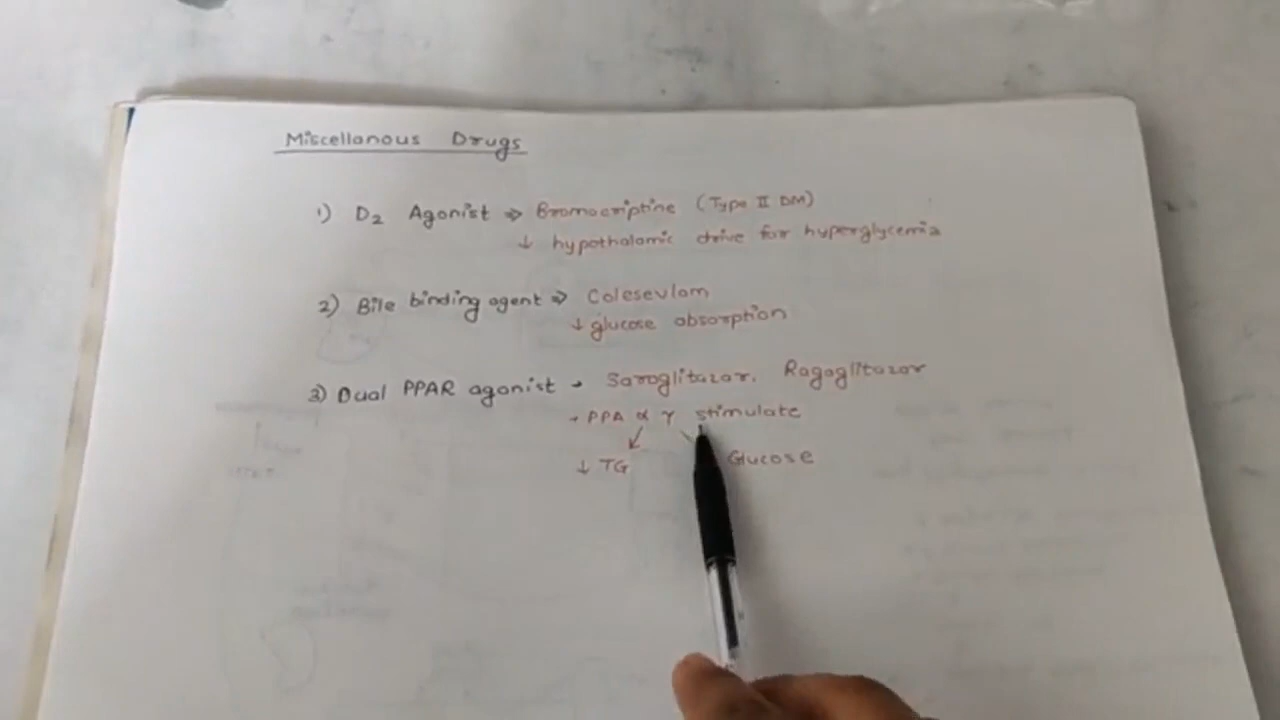 Miscellanous Drugs
1) D2 Agonist ⇒ Bromocriptine (Type II DM)
↓ hypothalamic drive for hyperglycemia
2) Bile binding agent ⇒ Colesevlam
↓ glucose absorption
3) Dual PPAR agonist → Saroglitazar. Ragaglitazar
→ PPA α γ stimulate
↓ TG Glucose